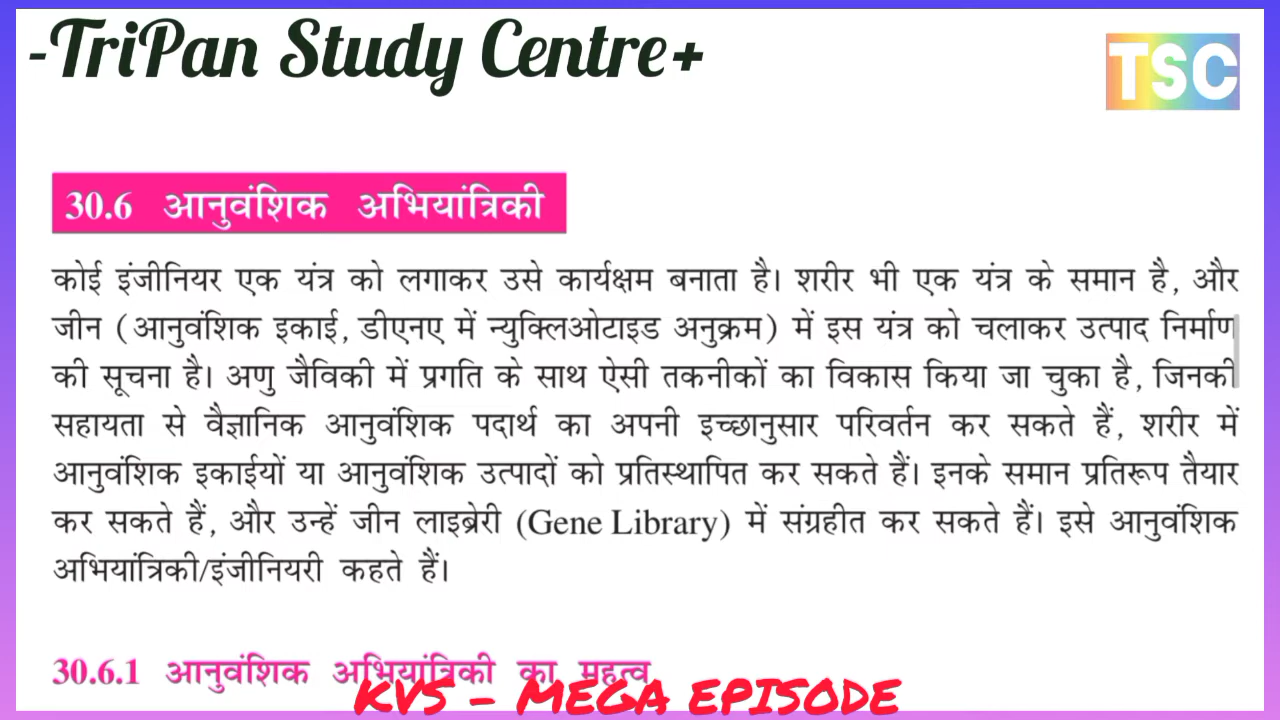 -TriPan Study Centre+
TSC
30.6 आनुवंशिक अभियांत्रिकी
कोई इंजीनियर एक यंत्र को लगाकर उसे कार्यक्षम बनाता है। शरीर भी एक यंत्र के समान है, और
जीन (आनुवंशिक इकाई, डीएनए में न्युक्लिओटाइड अनुक्रम) में इस यंत्र को चलाकर उत्पाद निर्माण
की सूचना है। अणु जैविकी में प्रगति के साथ ऐसी तकनीकों का विकास किया जा चुका है, जिनकी
सहायता से वैज्ञानिक आनुवंशिक पदार्थ का अपनी इच्छानुसार परिवर्तन कर सकते हैं, शरीर में
आनुवंशिक इकाईयों या आनुवंशिक उत्पादों को प्रतिस्थापित कर सकते हैं। इनके समान प्रतिरूप तैयार
कर सकते हैं, और उन्हें जीन लाइब्रेरी (Gene Library) में संग्रहीत कर सकते हैं। इसे आनुवंशिक
अभियांत्रिकी/इंजीनियरी कहते हैं।
30.6.1 आनुवंशिक अभियांत्रिकी का महत्व
KVS - MEGA EPISODE